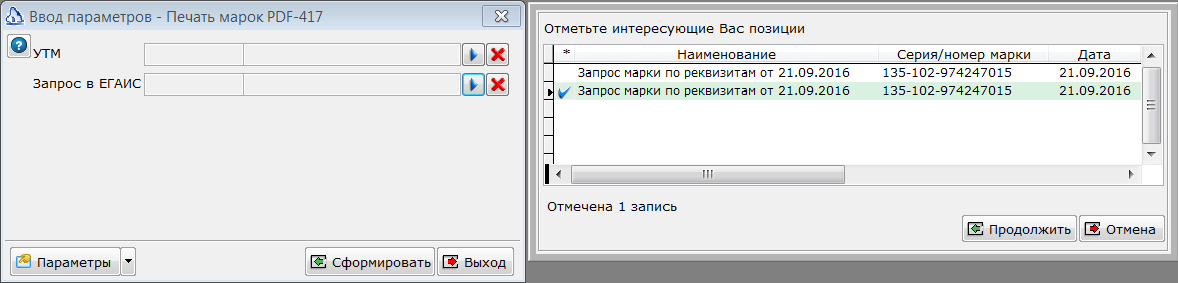 Ввод параметров - Печать марок PDF-417
?
УТМ
Запрос в ЕГАИС
Параметры
Сформировать
Выход
Отметьте интересующие Вас позиции
* Наименование Серия/номер марки Дата
Запрос марки по реквизитам от 21.09.2016 135-102-974247015 21.09.2016
Запрос марки по реквизитам от 21.09.2016 135-102-974247015 21.09.2016
Отмечена 1 запись
Продолжить
Отмена